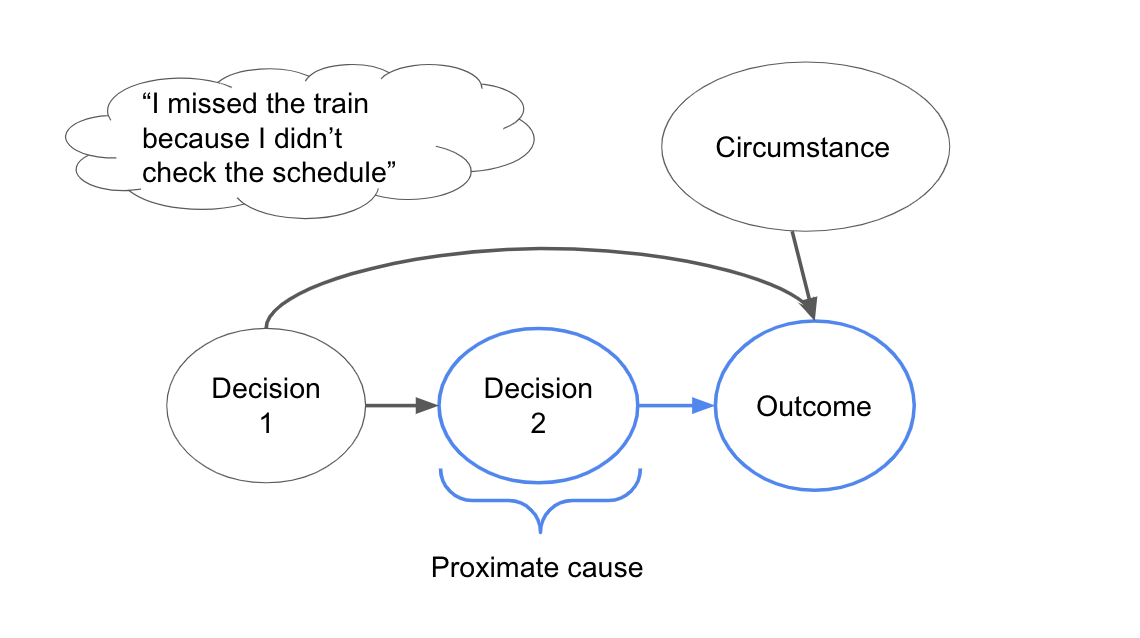 “I missed the train
because I didn’t
check the schedule”
Circumstance
Decision
1
Decision
2
Outcome
Proximate cause